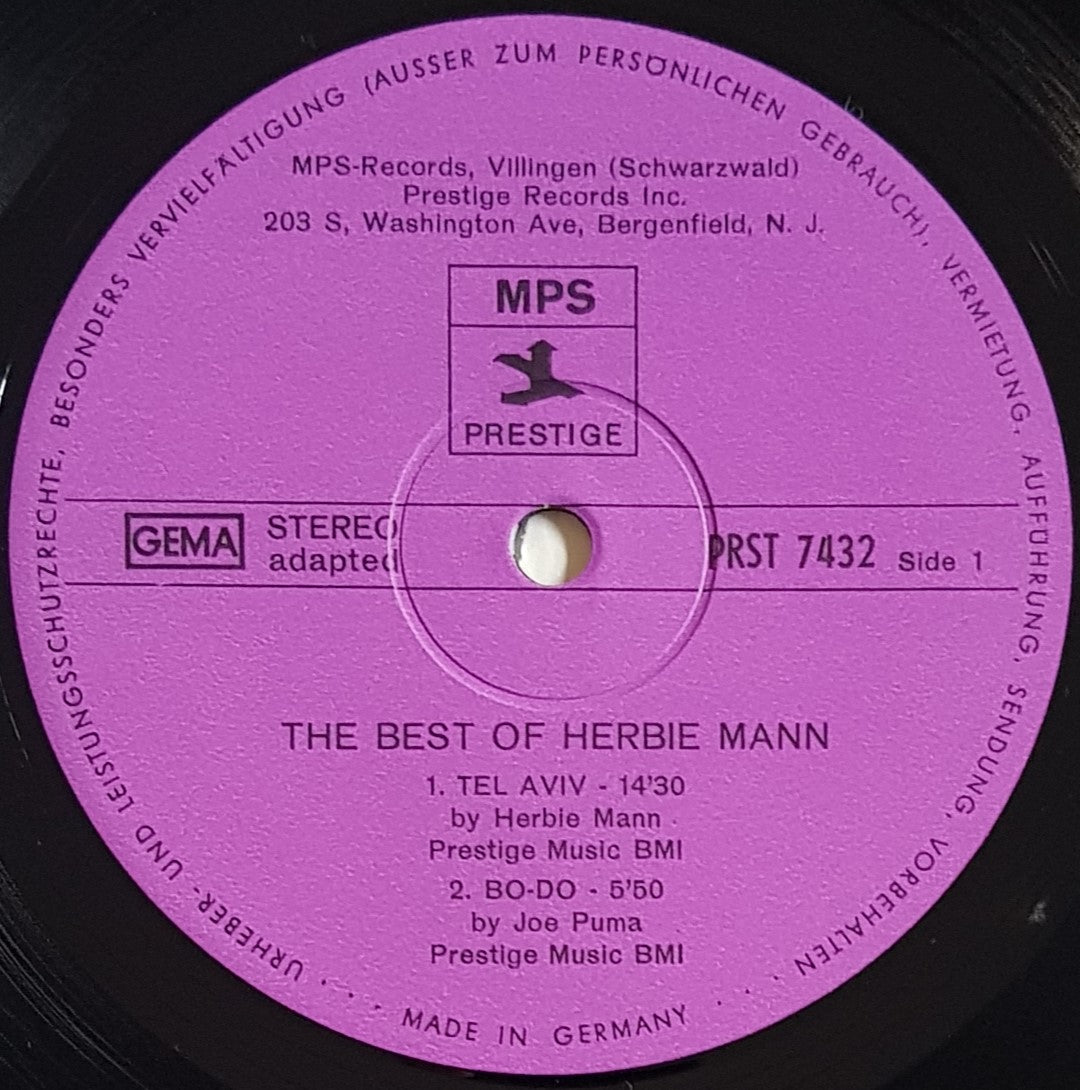 URHEBER- UND LEISTUNGSSCHUTZRECHTE, BESONDERS VERVIELFÄLTIGUNG (AUSSER ZUM PERSÖNLICHEN GEBRAUCH), VERMIETUNG, AUFFÜHRUNG, SENDUNG, VORBEHALTEN
MPS-Records, Villingen (Schwarzwald)
Prestige Records Inc.
203 S, Washington Ave, Bergenfield, N. J.
MPS
PRESTIGE
GEMA
STEREO
adapted
PRST 7432 Side 1
THE BEST OF HERBIE MANN
1. TEL AVIV - 14'30
by Herbie Mann
Prestige Music BMI
2. BO-DO - 5'50
by Joe Puma
Prestige Music BMI
. . . MADE IN GERMANY . . .